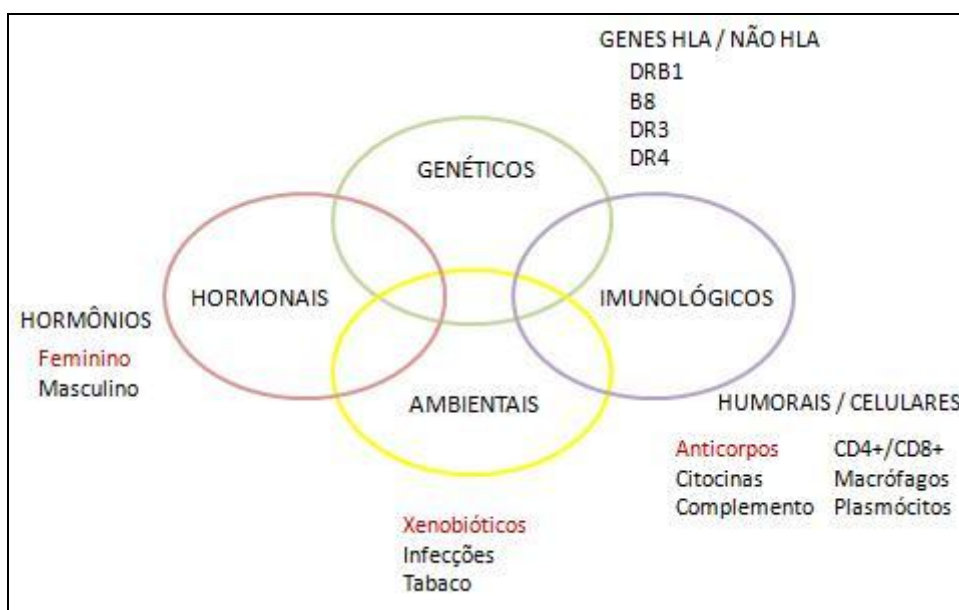 GENES HLA / NÃO HLA
DRB1
B8
DR3
DR4
GENÉTICOS
HORMONAIS
IMUNOLÓGICOS
HORMÔNIOS
Feminino
Masculino
AMBIENTAIS
HUMORAIS / CELULARES
Anticorpos CD4+/CD8+
Citocinas Macrófagos
Complemento Plasmócitos
Xenobióticos
Infecções
Tabaco